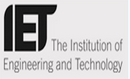 IET
The Institution of
Engineering and Technology